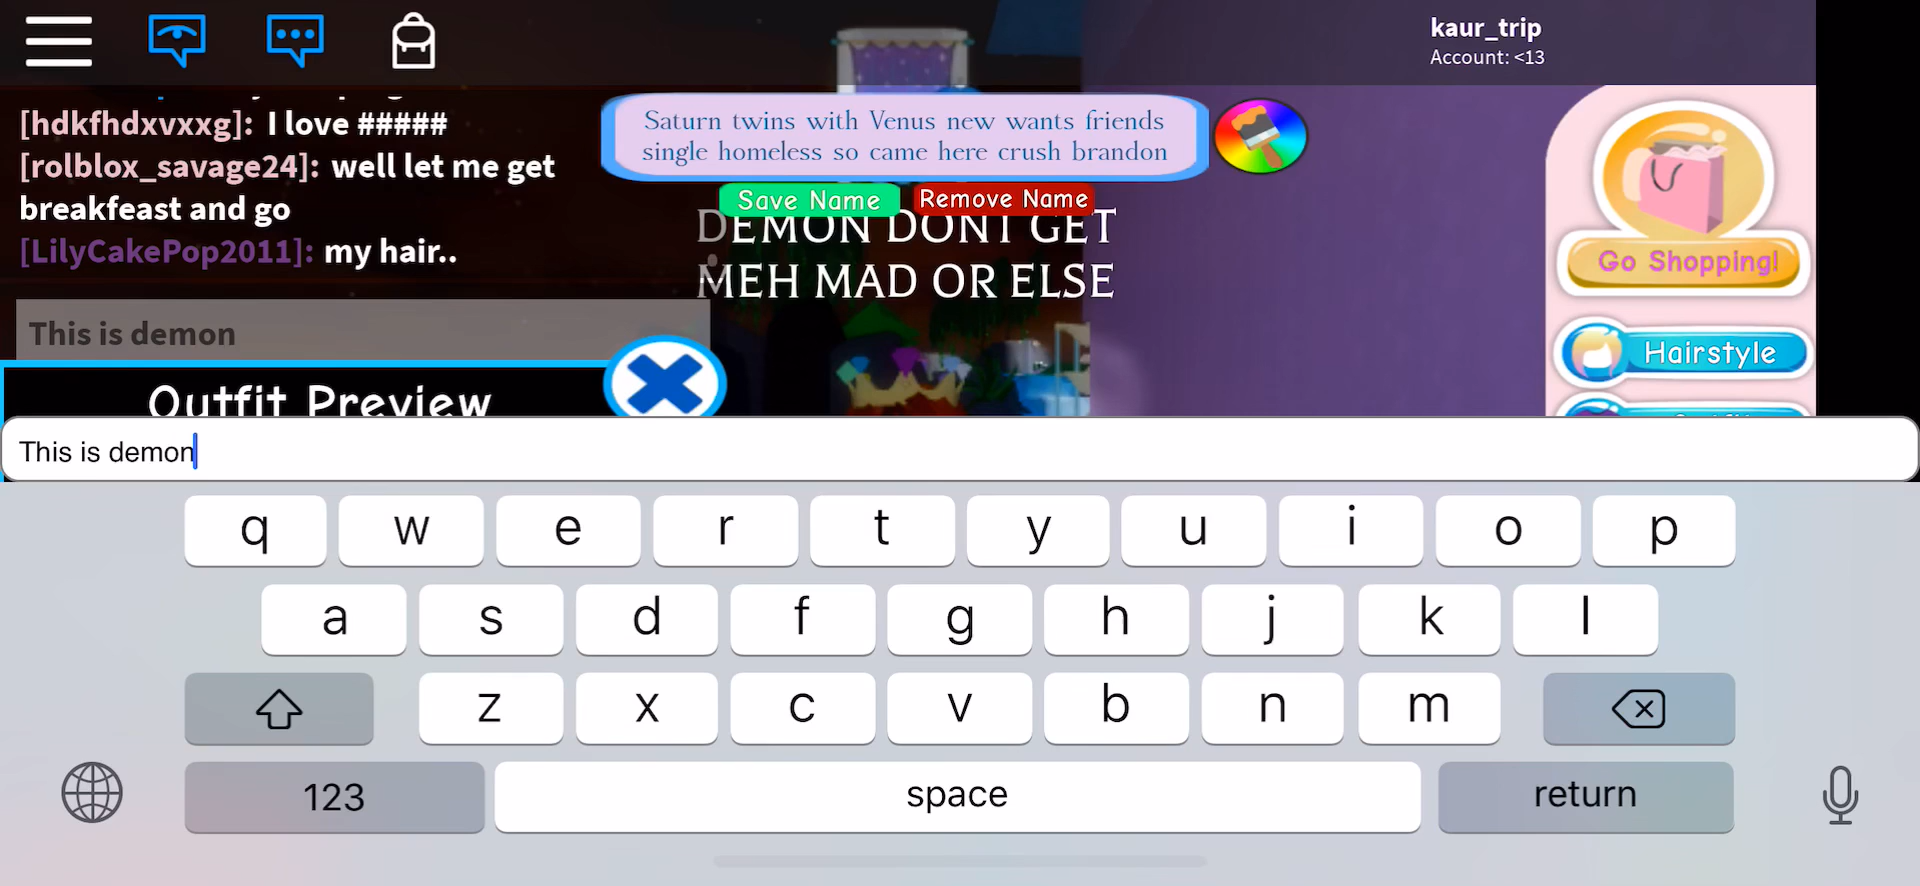 kaur_trip
Account: <13
[hdkfhdxvxxg]: I love #####
[rolblox_savage24]: well let me get
breakfeast and go
[LilyCakePop2011]: my hair..
Saturn twins with Venus new wants friends
single homeless so came here crush brandon
Save Name
Remove Name
DEMON DONT GET
MEH MAD OR ELSE
Go Shopping!
Hairstyle
This is demon
Outfit Preview
This is demon
q w e r t y u i o p
a s d f g h j k l
z x c v b n m
123 space return